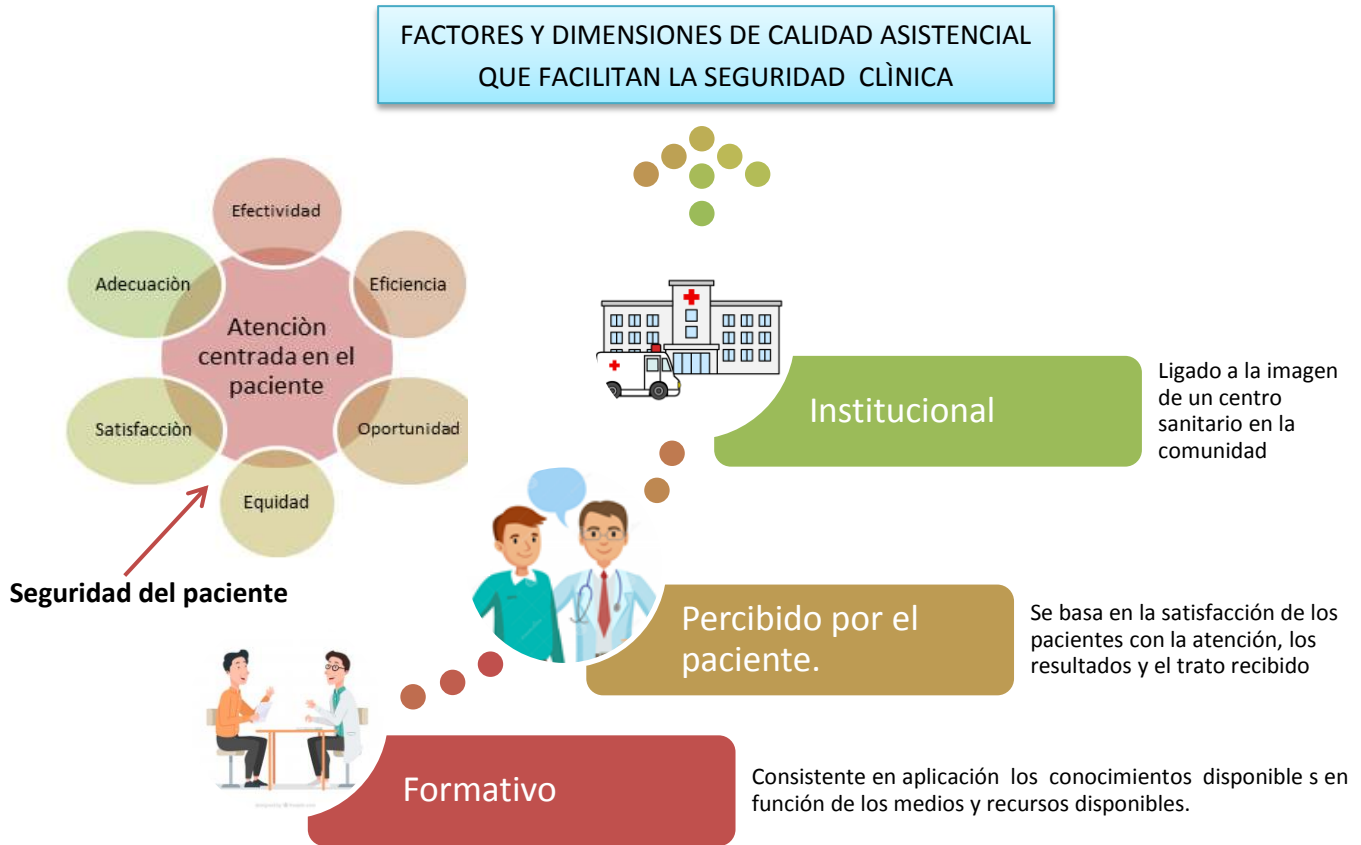 FACTORES Y DIMENSIONES DE CALIDAD ASISTENCIAL
QUE FACILITAN LA SEGURIDAD CLÌNICA
Efectividad
Adecuaciòn
Eficiencia
Atenciòn
centrada en el
paciente
Satisfacciòn
Oportunidad
Equidad
Seguridad del paciente
Institucional
Ligado a la imagen
de un centro
sanitario en la
comunidad
Percibido por el
paciente.
Se basa en la satisfacción de los
pacientes con la atención, los
resultados y el trato recibido
Formativo
Consistente en aplicación los conocimientos disponible s en
función de los medios y recursos disponibles.